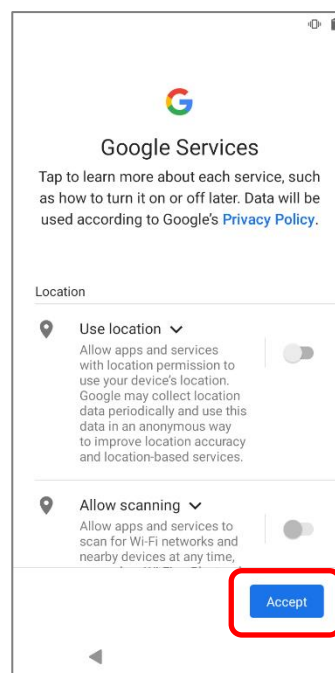 Google Services
Tap to learn more about each service, such
as how to turn it on or off later. Data will be
used according to Google's Privacy Policy.
Location
Use location
Allow apps and services
with location permission to
use your device's location.
Google may collect location
data periodically and use this
data in an anonymous way
to improve location accuracy
and location-based services.
Allow scanning
Allow apps and services to
scan for Wi-Fi networks and
nearby devices at any time,
Accept